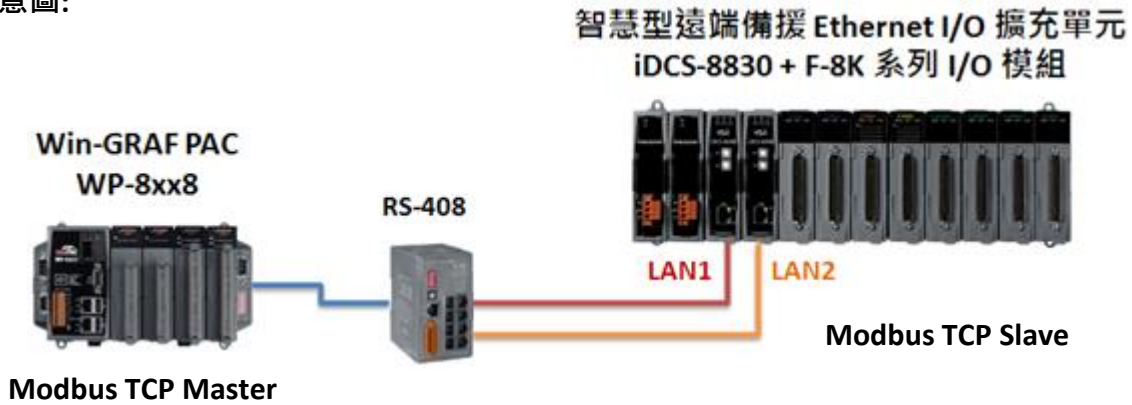 意圖:
智慧型遠端備援 Ethernet I/O 擴充單元
iDCS-8830 + F-8K 系列 I/O 模組
Win-GRAF PAC
WP-8xx8
RS-408
LAN1
LAN2
Modbus TCP Slave
Modbus TCP Master